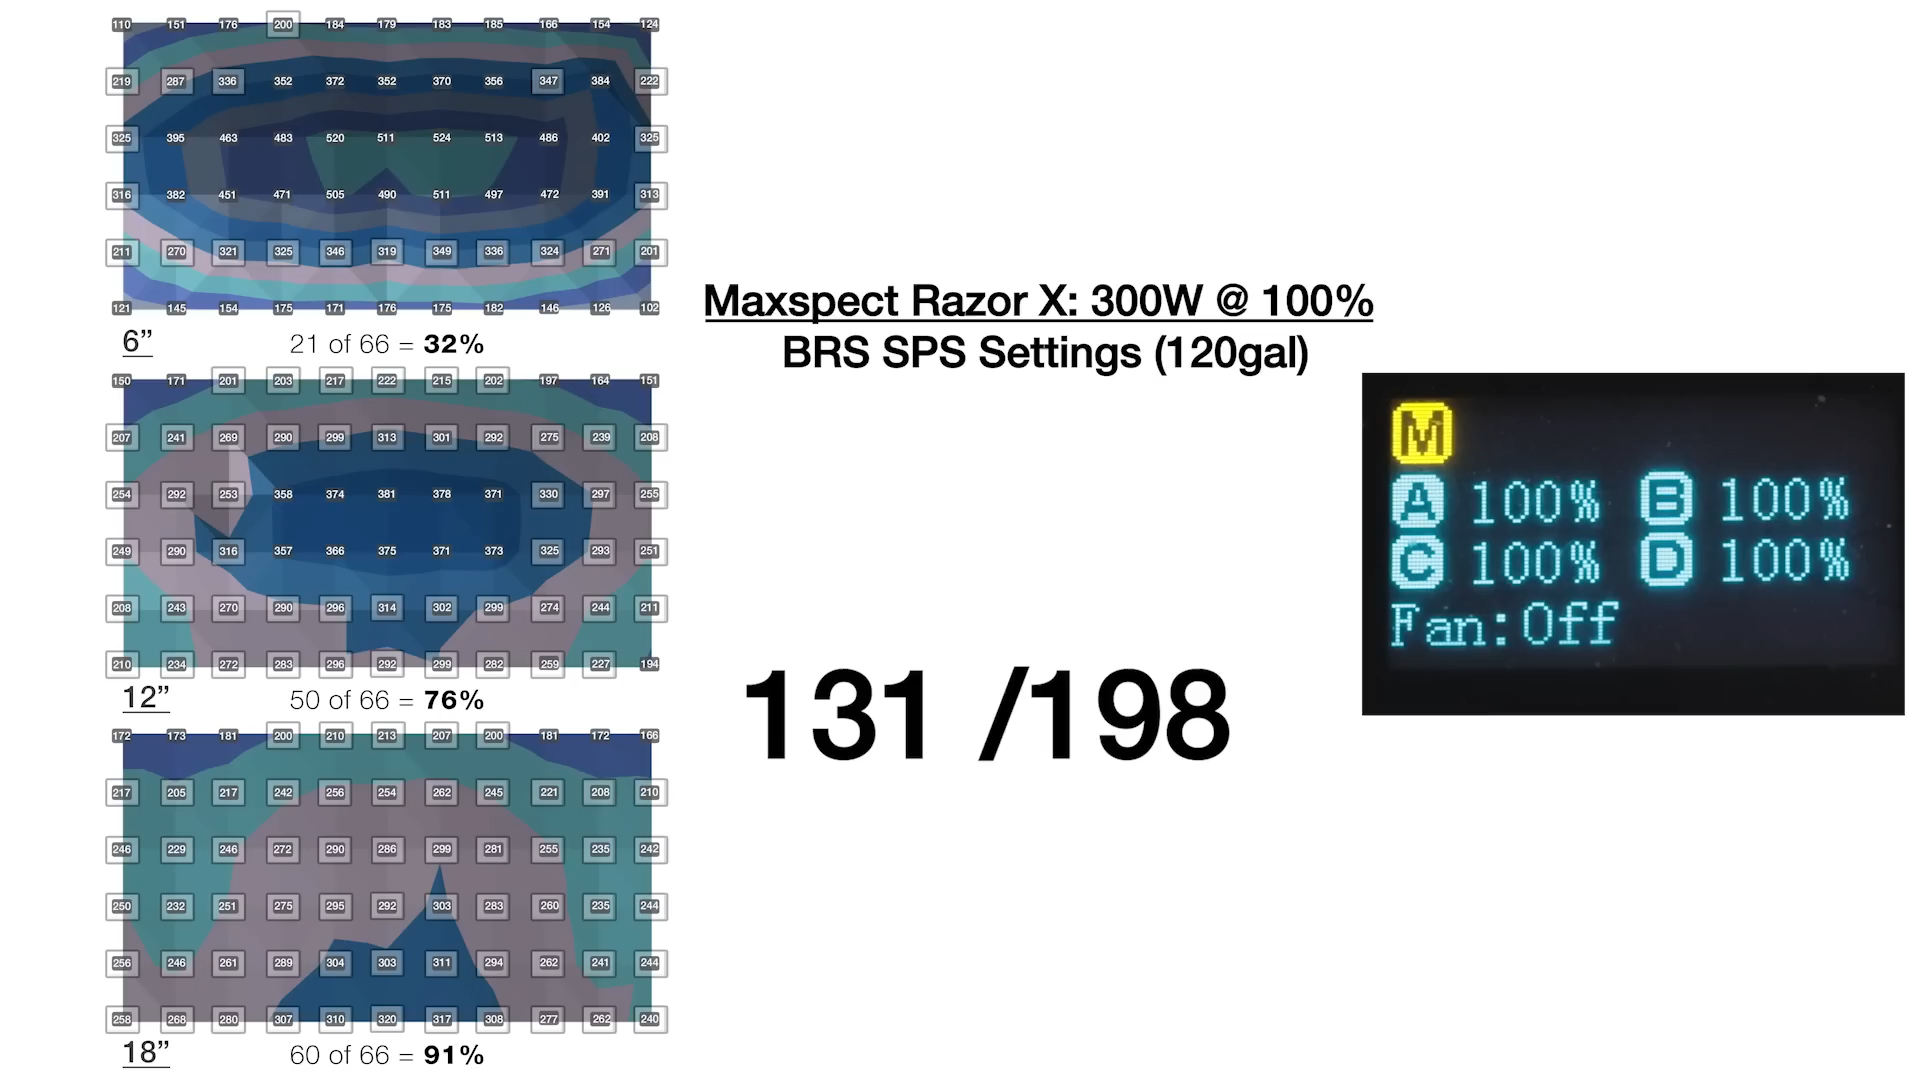 110 151 176 200 184 179 183 185 166 154 124
219 287 336 352 372 352 370 356 347 384 222
325 395 463 483 520 511 524 513 486 402 325
316 382 451 471 505 490 511 497 472 391 313
211 270 321 325 346 319 349 336 324 271 201
121 145 154 175 171 176 175 182 146 126 102
6” 21 of 66 = 32%
150 171 201 203 217 222 215 202 197 164 151
207 241 269 290 299 313 301 292 275 239 208
254 292 253 358 374 381 378 371 330 297 255
249 290 316 357 366 375 371 373 325 293 251
208 243 270 290 296 314 302 299 274 244 211
210 234 272 283 296 292 299 282 259 227 194
12” 50 of 66 = 76%
172 173 181 200 210 213 207 200 181 172 166
217 205 217 242 256 254 262 245 221 208 210
246 229 246 272 290 286 299 281 255 235 242
250 232 251 275 295 292 303 283 260 235 244
256 246 261 289 304 303 311 294 262 241 244
258 268 280 307 310 320 317 308 277 262 240
18” 60 of 66 = 91%
Maxspect Razor X: 300W @ 100%
BRS SPS Settings (120gal)
131 /198
M
A 100% B 100%
C 100% D 100%
Fan:Off